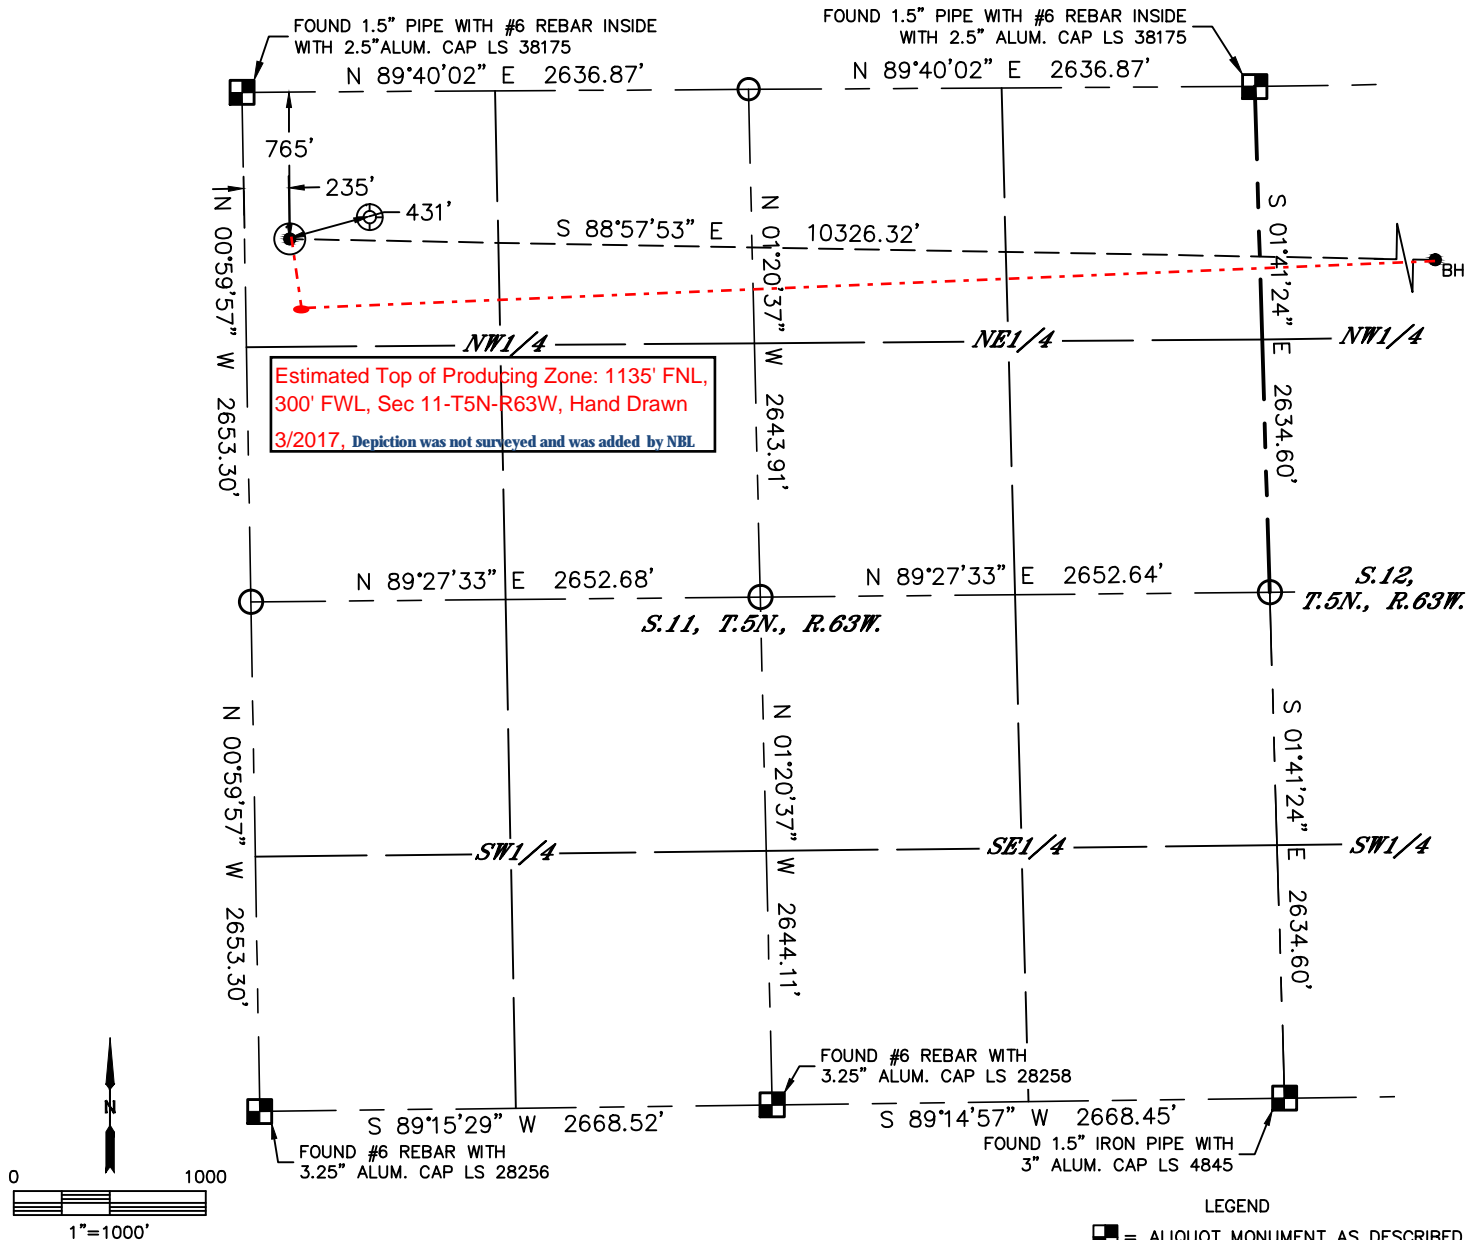 FOUND 1.5" PIPE WITH #6 REBAR INSIDE
WITH 2.5"ALUM. CAP LS 38175
FOUND 1.5" PIPE WITH #6 REBAR INSIDE
WITH 2.5" ALUM. CAP LS 38175
N 89°40'02" E 2636.87'
N 89°40'02" E 2636.87'
765'
235'
431'
S 88°57'53" E 10326.32'
BH
N 00°59'57" W 2653.30'
N 01°20'37" W 2643.91'
S 01°41'24" E 2634.60'
NW1/4
NE1/4
NW1/4
Estimated Top of Producing Zone: 1135' FNL,
300' FWL, Sec 11-T5N-R63W, Hand Drawn
3/2017, Depiction was not surveyed and was added by NBL
N 89°27'33" E 2652.68'
N 89°27'33" E 2652.64'
S.12,
T.5N., R.63W.
S.11, T.5N., R.63W.
N 00°59'57" W 2653.30'
N 01°20'37" W 2644.11'
S 01°41'24" E 2634.60'
SW1/4
SE1/4
SW1/4
FOUND #6 REBAR WITH
3.25" ALUM. CAP LS 28258
S 89°15'29" W 2668.52'
S 89°14'57" W 2668.45'
FOUND #6 REBAR WITH
3.25" ALUM. CAP LS 28256
FOUND 1.5" IRON PIPE WITH
3" ALUM. CAP LS 4845
N
0 1000
1"=1000'
LEGEND
= ALIQUOT MONUMENT AS DESCRIBED